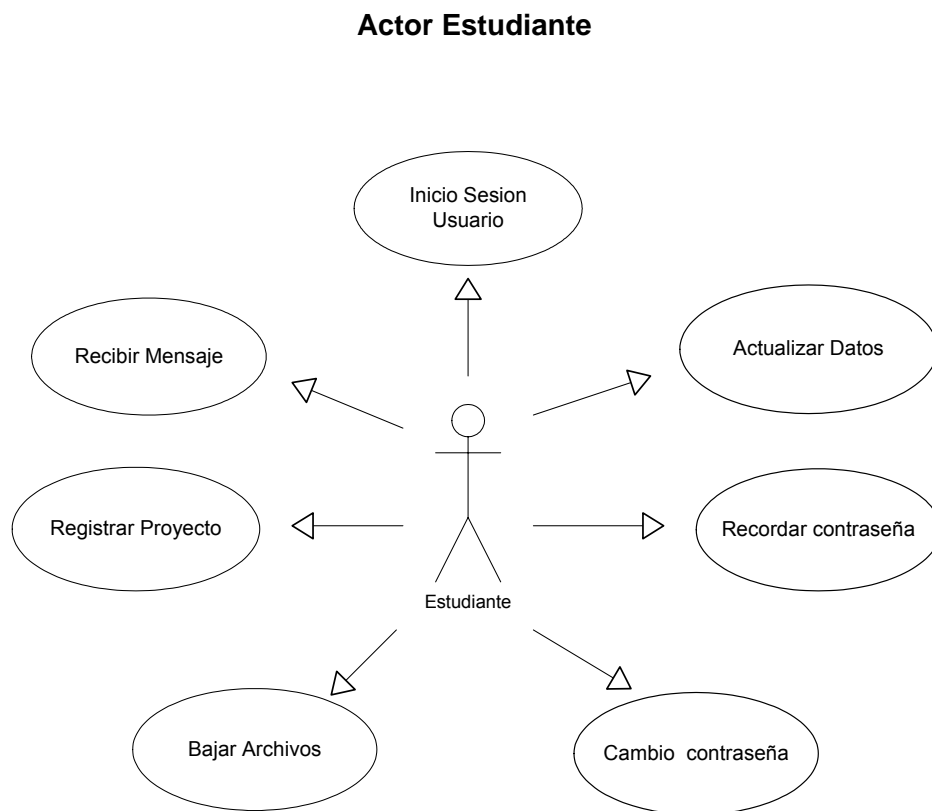 Actor Estudiante
Inicio Sesion
Usuario
Recibir Mensaje
Actualizar Datos
Registrar Proyecto
Recordar contraseña
Estudiante
Bajar Archivos
Cambio  contraseña